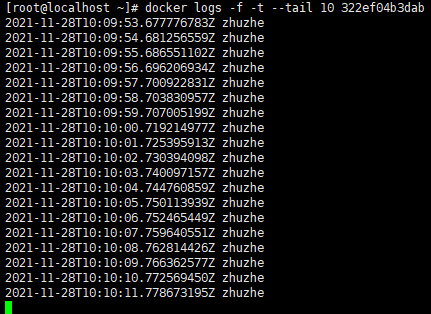 [root@localhost ~]# docker logs -f -t --tail 10 322ef04b3dab
2021-11-28T10:09:53.677776783Z zhuzhe
2021-11-28T10:09:54.681256559Z zhuzhe
2021-11-28T10:09:55.686551102Z zhuzhe
2021-11-28T10:09:56.696206934Z zhuzhe
2021-11-28T10:09:57.700922831Z zhuzhe
2021-11-28T10:09:58.703830957Z zhuzhe
2021-11-28T10:09:59.707005199Z zhuzhe
2021-11-28T10:10:00.719214977Z zhuzhe
2021-11-28T10:10:01.725395913Z zhuzhe
2021-11-28T10:10:02.730394098Z zhuzhe
2021-11-28T10:10:03.740097157Z zhuzhe
2021-11-28T10:10:04.744760859Z zhuzhe
2021-11-28T10:10:05.750113939Z zhuzhe
2021-11-28T10:10:06.752465449Z zhuzhe
2021-11-28T10:10:07.759640551Z zhuzhe
2021-11-28T10:10:08.762814426Z zhuzhe
2021-11-28T10:10:09.766362577Z zhuzhe
2021-11-28T10:10:10.772569450Z zhuzhe
2021-11-28T10:10:11.778673195Z zhuzhe